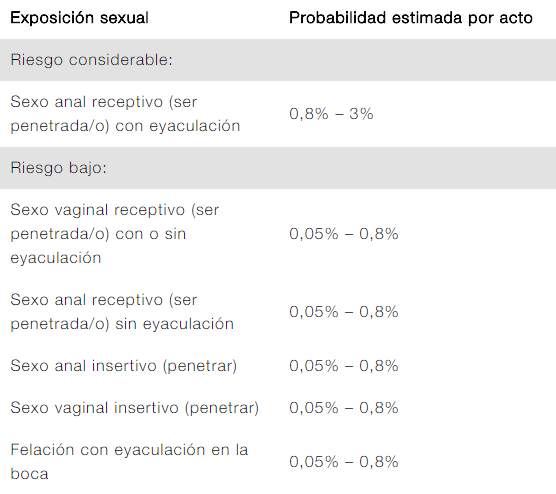 Exposición sexual Probabilidad estimada por acto
Riesgo considerable:
Sexo anal receptivo (ser
penetrada/o) con eyaculación
0,8% – 3%
Riesgo bajo:
Sexo vaginal receptivo (ser
penetrada/o) con o sin
eyaculación
0,05% – 0,8%
Sexo anal receptivo (ser
penetrada/o) sin eyaculación
0,05% – 0,8%
Sexo anal insertivo (penetrar) 0,05% – 0,8%
Sexo vaginal insertivo (penetrar) 0,05% – 0,8%
Felación con eyaculación en la
boca
0,05% – 0,8%